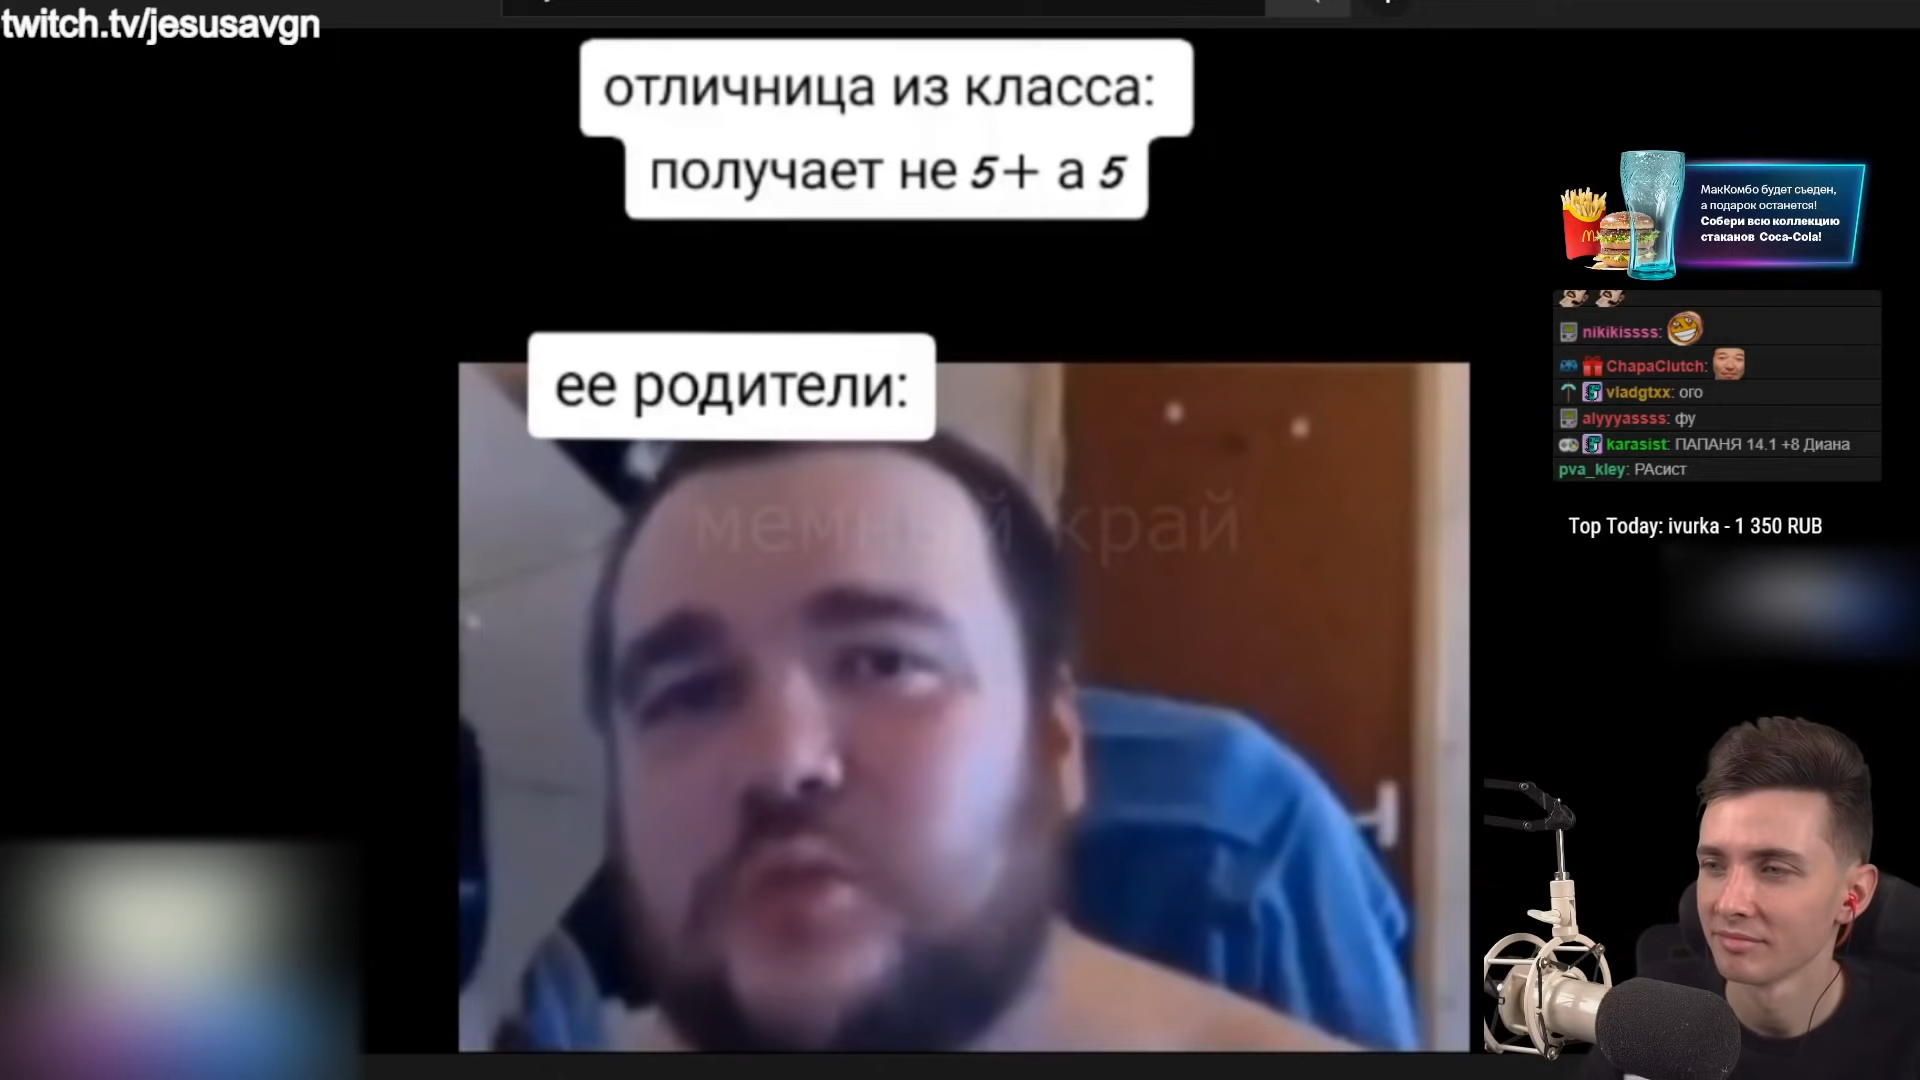 twitch.tv/jesusavgn
отличница из класса:
получает не 5+ а 5
ее родители:
мемный край
МакКомбо будет съеден,
а подарок останется!
Собери всю коллекцию
стаканов Coca-Cola!
nikikissss:
ChapaClutch:
vladgtxx: ого
alyyyassss: фу
karasist: ПАПАНЯ 14.1 +8 Диана
pva_kley: РАсист
Top Today: ivurka - 1 350 RUB